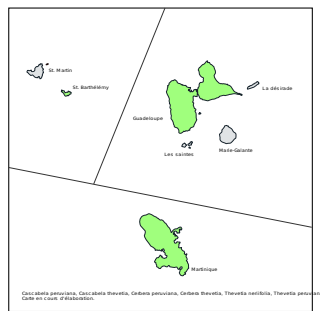 St. Martin
St. Barthélémy
La désirade
Guadeloupe
Les saintes
Marie-Galante
Martinique
Cascabela peruviana, Cascabela thevetia, Cerbera peruviana, Cerbera thevetia, Thevetia neriifolia, Thevetia peruvian
Carte en cours d'élaboration.